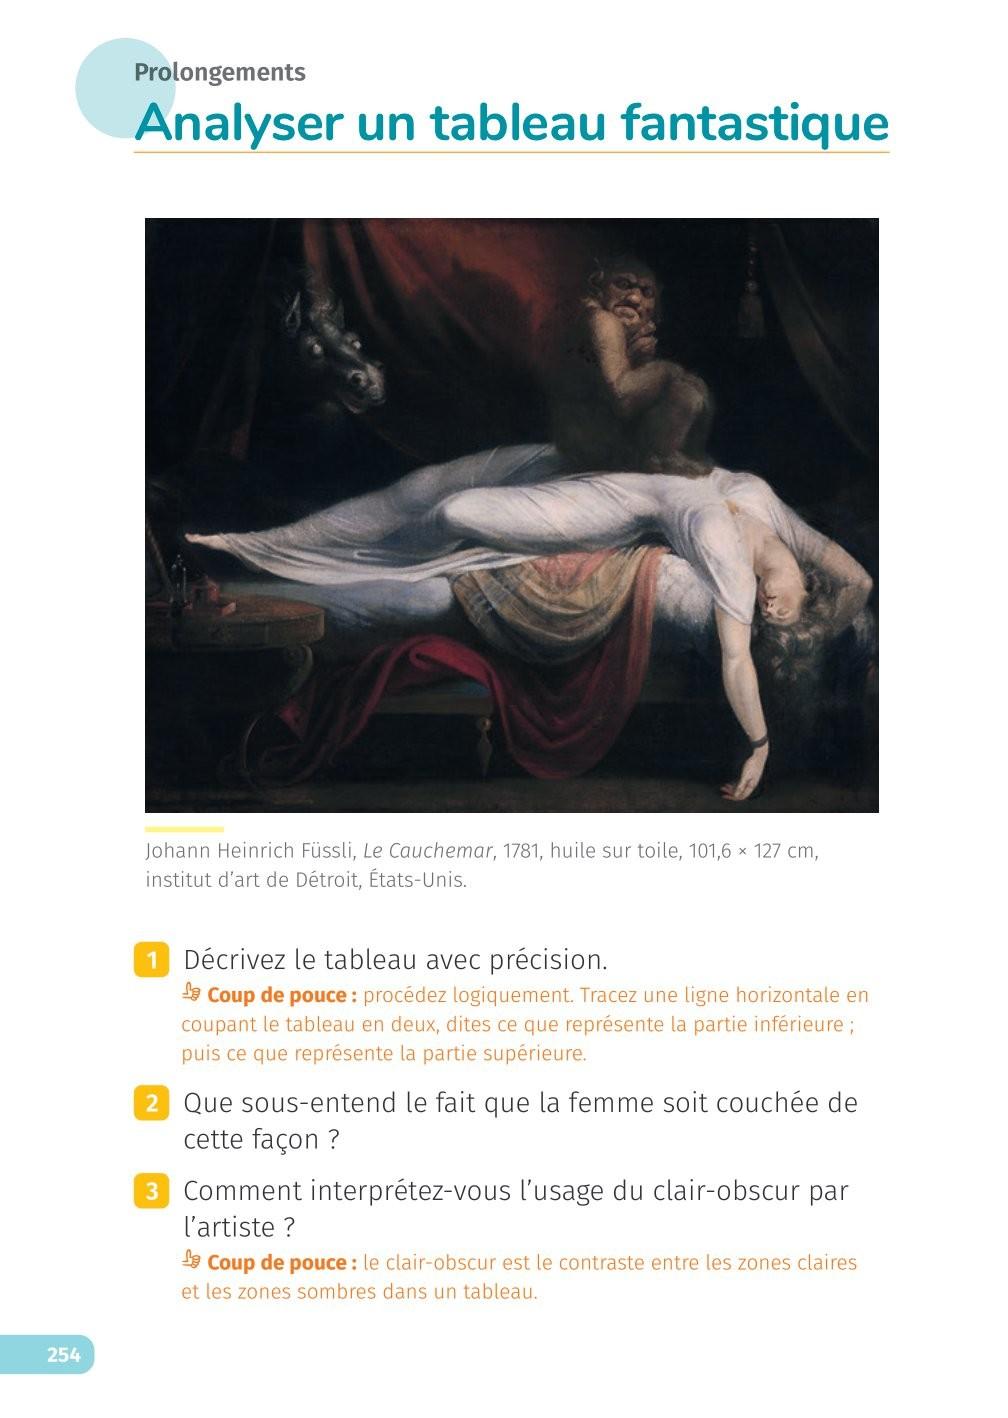 Prolongements
Analyser un tableau fantastique
Johann Heinrich Füssli, Le Cauchemar, 1781, huile sur toile, 101,6 × 127 cm,
institut d’art de Détroit, États-Unis.
1 Décrivez le tableau avec précision.
Coup de pouce : procédez logiquement. Tracez une ligne horizontale en
coupant le tableau en deux, dites ce que représente la partie inférieure ;
puis ce que représente la partie supérieure.
2 Que sous-entend le fait que la femme soit couchée de
cette façon ?
3 Comment interprétez-vous l’usage du clair-obscur par
l’artiste ?
Coup de pouce : le clair-obscur est le contraste entre les zones claires
et les zones sombres dans un tableau.
254